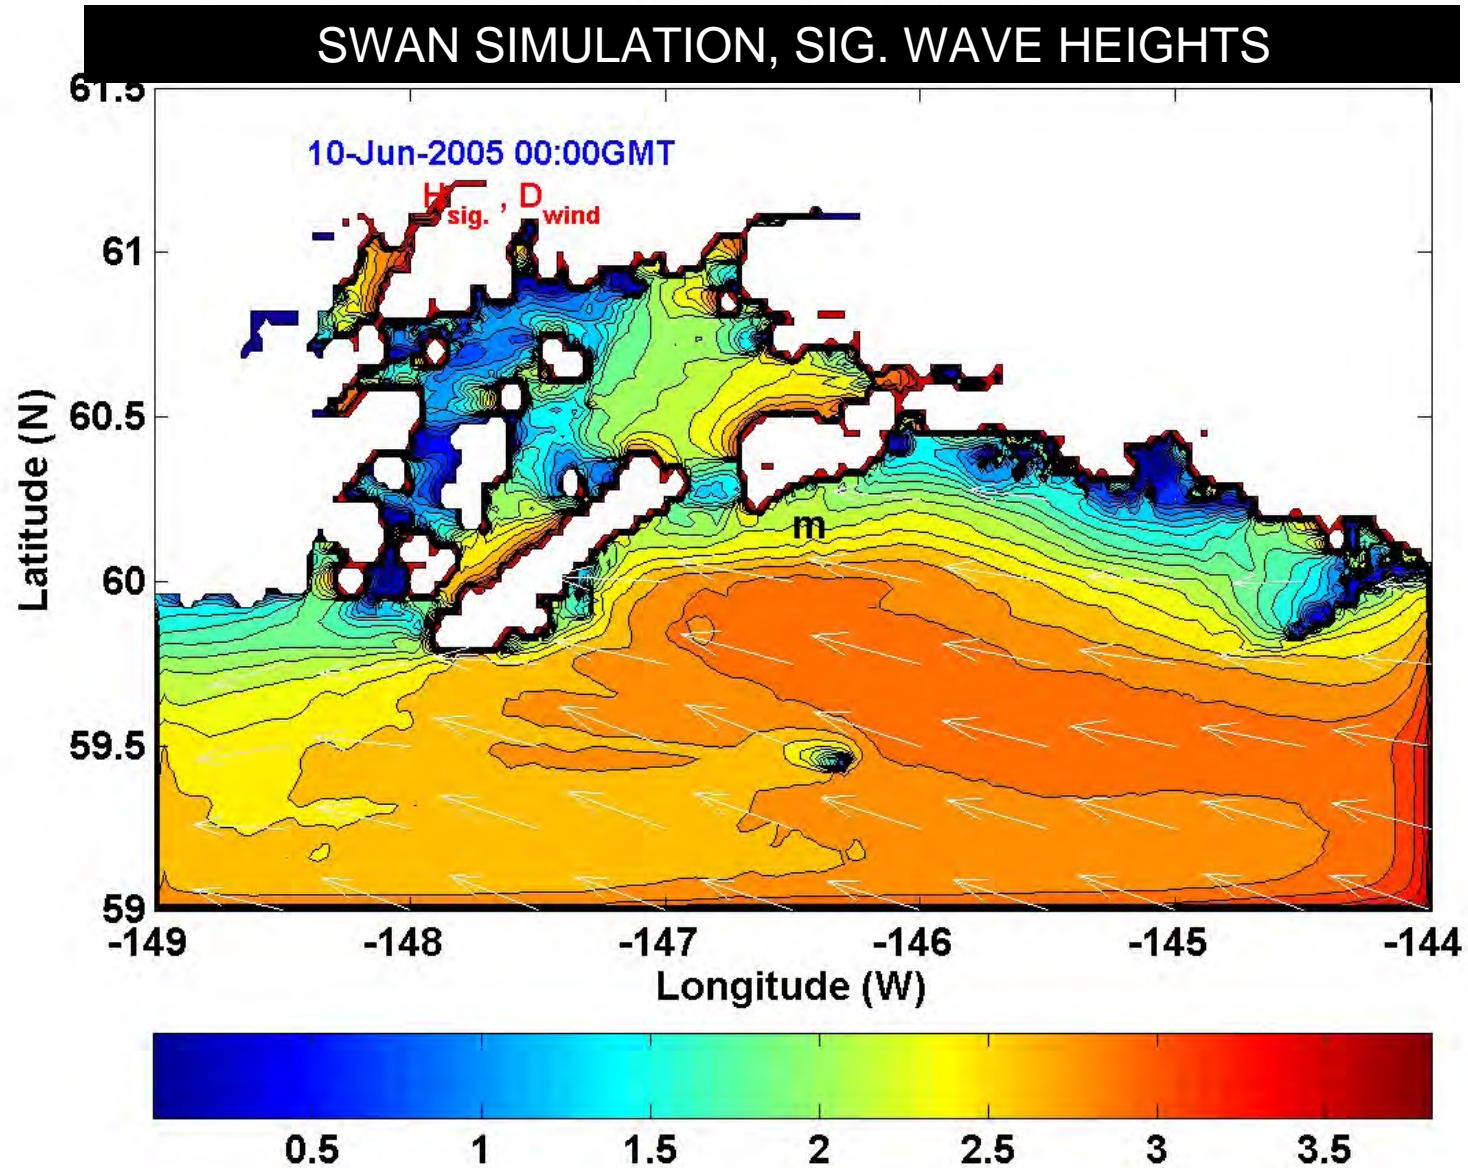 SWAN SIMULATION, SIG. WAVE HEIGHTS
61.5
10-Jun-2005 00:00GMT
H sig. , D wind
61
60.5
m
60
59.5
59
Latitude (N)
-149 -148 -147 -146 -145 -144
Longitude (W)
0.5 1 1.5 2 2.5 3 3.5